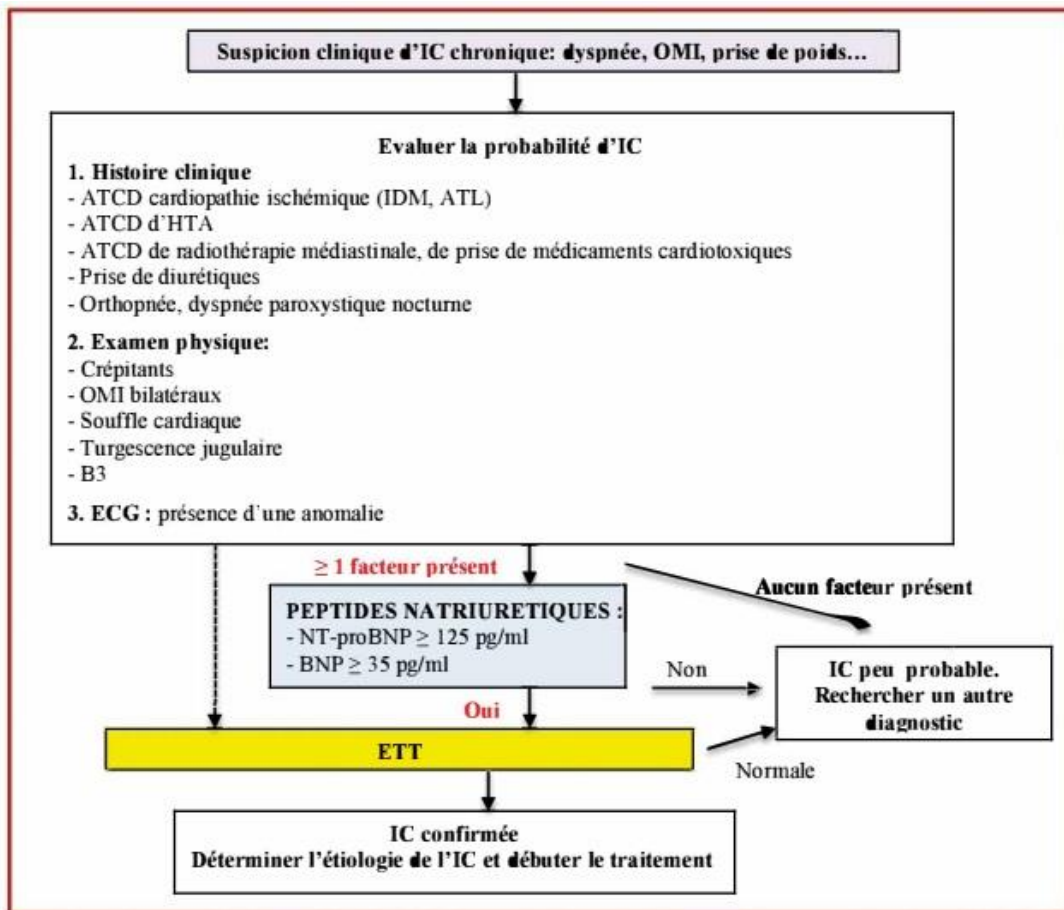 Suspicion clinique d'IC chronique: dyspnée, OMI, prise de poids…
Evaluer la probabilité d'IC
1. Histoire clinique
- ATCD cardiopathie ischémique (IDM, ATL)
- ATCD d'HTA
- ATCD de radiothérapie médiastinale, de prise de médicaments cardiotoxiques
- Prise de diurétiques
- Orthopnée, dyspnée paroxystique nocturne
2. Examen physique:
- Crépitants
- OMI bilatéraux
- Souffle cardiaque
- Turgescence jugulaire
- B3
3. ECG : présence d'une anomalie
≥ 1 facteur présent
Aucun facteur présent
PEPTIDES NATRIURETIQUES :
- NT-proBNP ≥ 125 pg/ml
- BNP ≥ 35 pg/ml
Non
IC peu probable.
Rechercher un autre
diagnostic
Oui
ETT
Normale
IC confirmée
Déterminer l'étiologie de l'IC et débuter le traitement